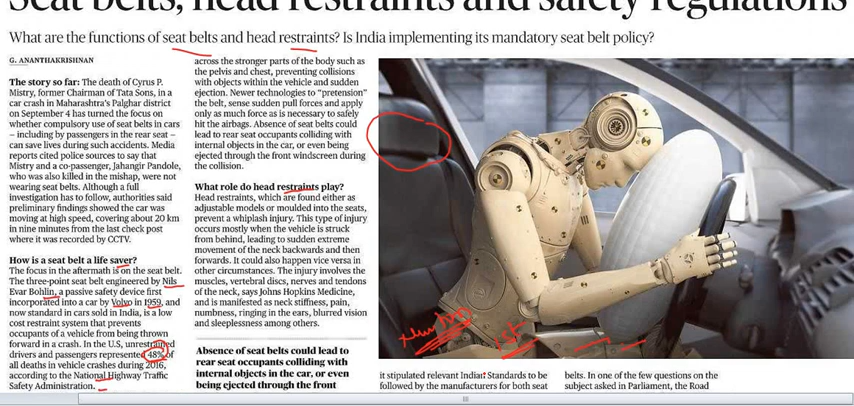 Seat belts, head restraints and safety regulations
What are the functions of seat belts and head restraints? Is India implementing its mandatory seat belt policy?
G. ANANTHAKRISHNAN
The story so far: The death of Cyrus P.
Mistry, former Chairman of Tata Sons, in a
car crash in Maharashtra's Palghar district
on September 4 has turned the focus on
whether compulsory use of seat belts in cars
– including by passengers in the rear seat –
can save lives during such accidents. Media
reports cited police sources to say that
Mistry and a co-passenger, Jahangir Pandole,
who was also killed in the mishap, were not
wearing seat belts. Although a full
investigation has to follow, authorities said
preliminary findings showed the car was
moving at high speed, covering about 20 km
in nine minutes from the last check post
where it was recorded by CCTV.
How is a seat belt a life saver?
The focus in the aftermath is on the seat belt.
The three-point seat belt engineered by Nils
Evar Bohlin, a passive safety device first
incorporated into a car by Volvo in 1959, and
now standard in cars sold in India, is a low
cost restraint system that prevents
occupants of a vehicle from being thrown
forward in a crash. In the U.S, unrestrained
drivers and passengers represented 48% of
all deaths in vehicle crashes during 2016,
according to the National Highway Traffic
Safety Administration.
across the stronger parts of the body such as
the pelvis and chest, preventing collisions
with objects within the vehicle and sudden
ejection. Newer technologies to “pretension”
the belt, sense sudden pull forces and apply
only as much force as is necessary to safely
hit the airbags. Absence of seat belts could
lead to rear seat occupants colliding with
internal objects in the car, or even being
ejected through the front windscreen during
the collision.
What role do head restraints play?
Head restraints, which are found either as
adjustable models or moulded into the seats,
prevent a whiplash injury. This type of injury
occurs mostly when the vehicle is struck
from behind, leading to sudden extreme
movement of the neck backwards and then
forwards. It could also happen vice versa in
other circumstances. The injury involves the
muscles, vertebral discs, nerves and tendons
of the neck, says Johns Hopkins Medicine,
and is manifested as neck stiffness, pain,
numbness, ringing in the ears, blurred vision
and sleeplessness among others.
Absence of seat belts could lead to
rear seat occupants colliding with
internal objects in the car, or even
being ejected through the front
it stipulated relevant Indian Standards to be
followed by the manufacturers for both seat
belts. In one of the few questions on the
subject asked in Parliament, the Road